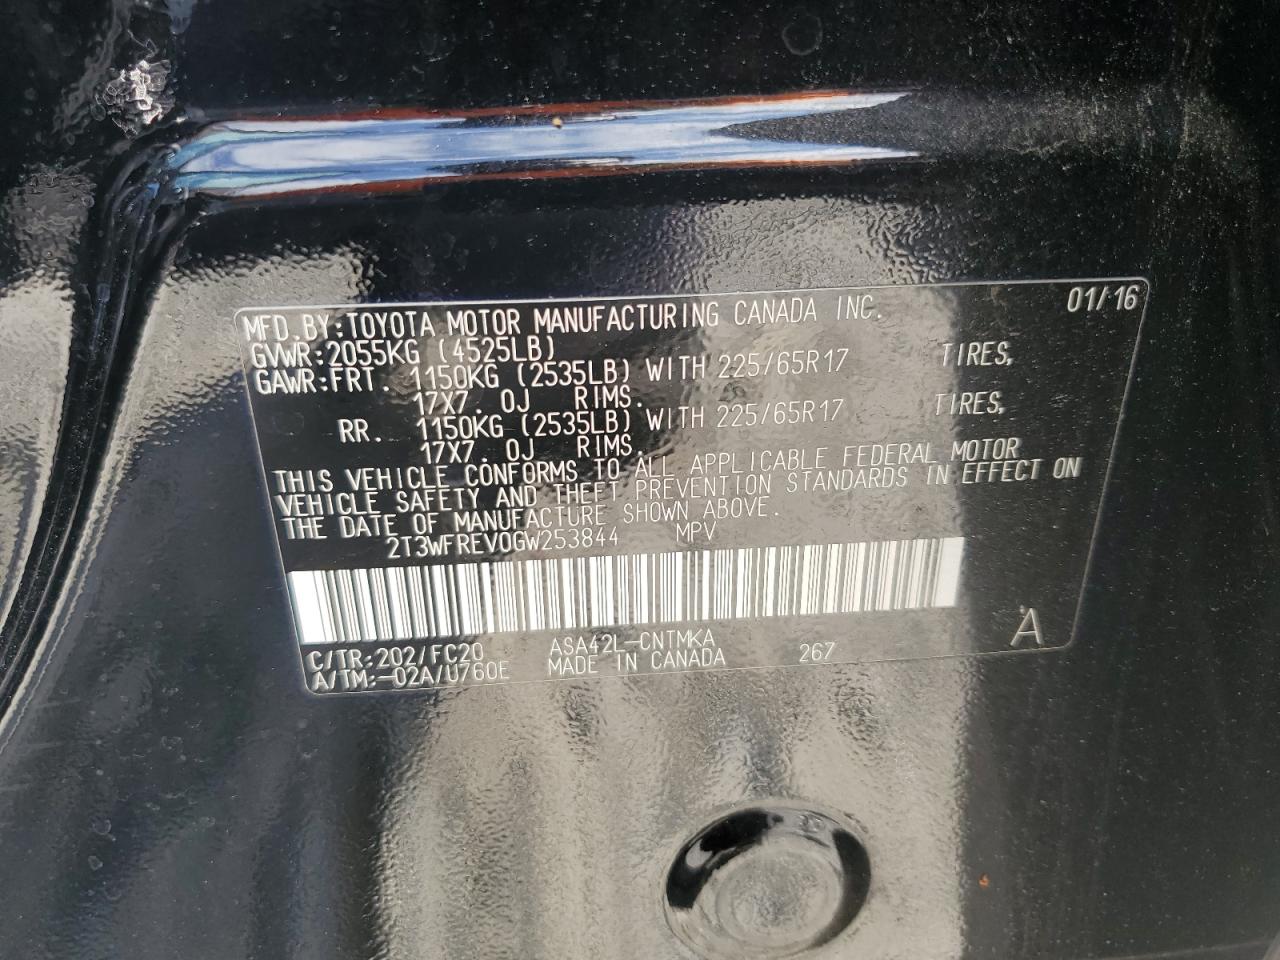 MFD. BY: TOYOTA MOTOR MANUFACTURING CANADA INC. 01/16
GVWR: 2055KG (4525LB)
GAWR: FRT. 1150KG (2535LB) WITH 225/65R17 TIRES,
17X7. 0J RIMS.
RR. 1150KG (2535LB) WITH 225/65R17 TIRES,
17X7. 0J RIMS.
THIS VEHICLE CONFORMS TO ALL APPLICABLE FEDERAL MOTOR
VEHICLE SAFETY AND THEFT PREVENTION STANDARDS IN EFFECT ON
THE DATE OF MANUFACTURE SHOWN ABOVE.
2T3WFREV0GW253844 MPV
C/TR: 202/FC20 ASA42L-CNTMKA
A/TM: -02A/U760E MADE IN CANADA 267
A